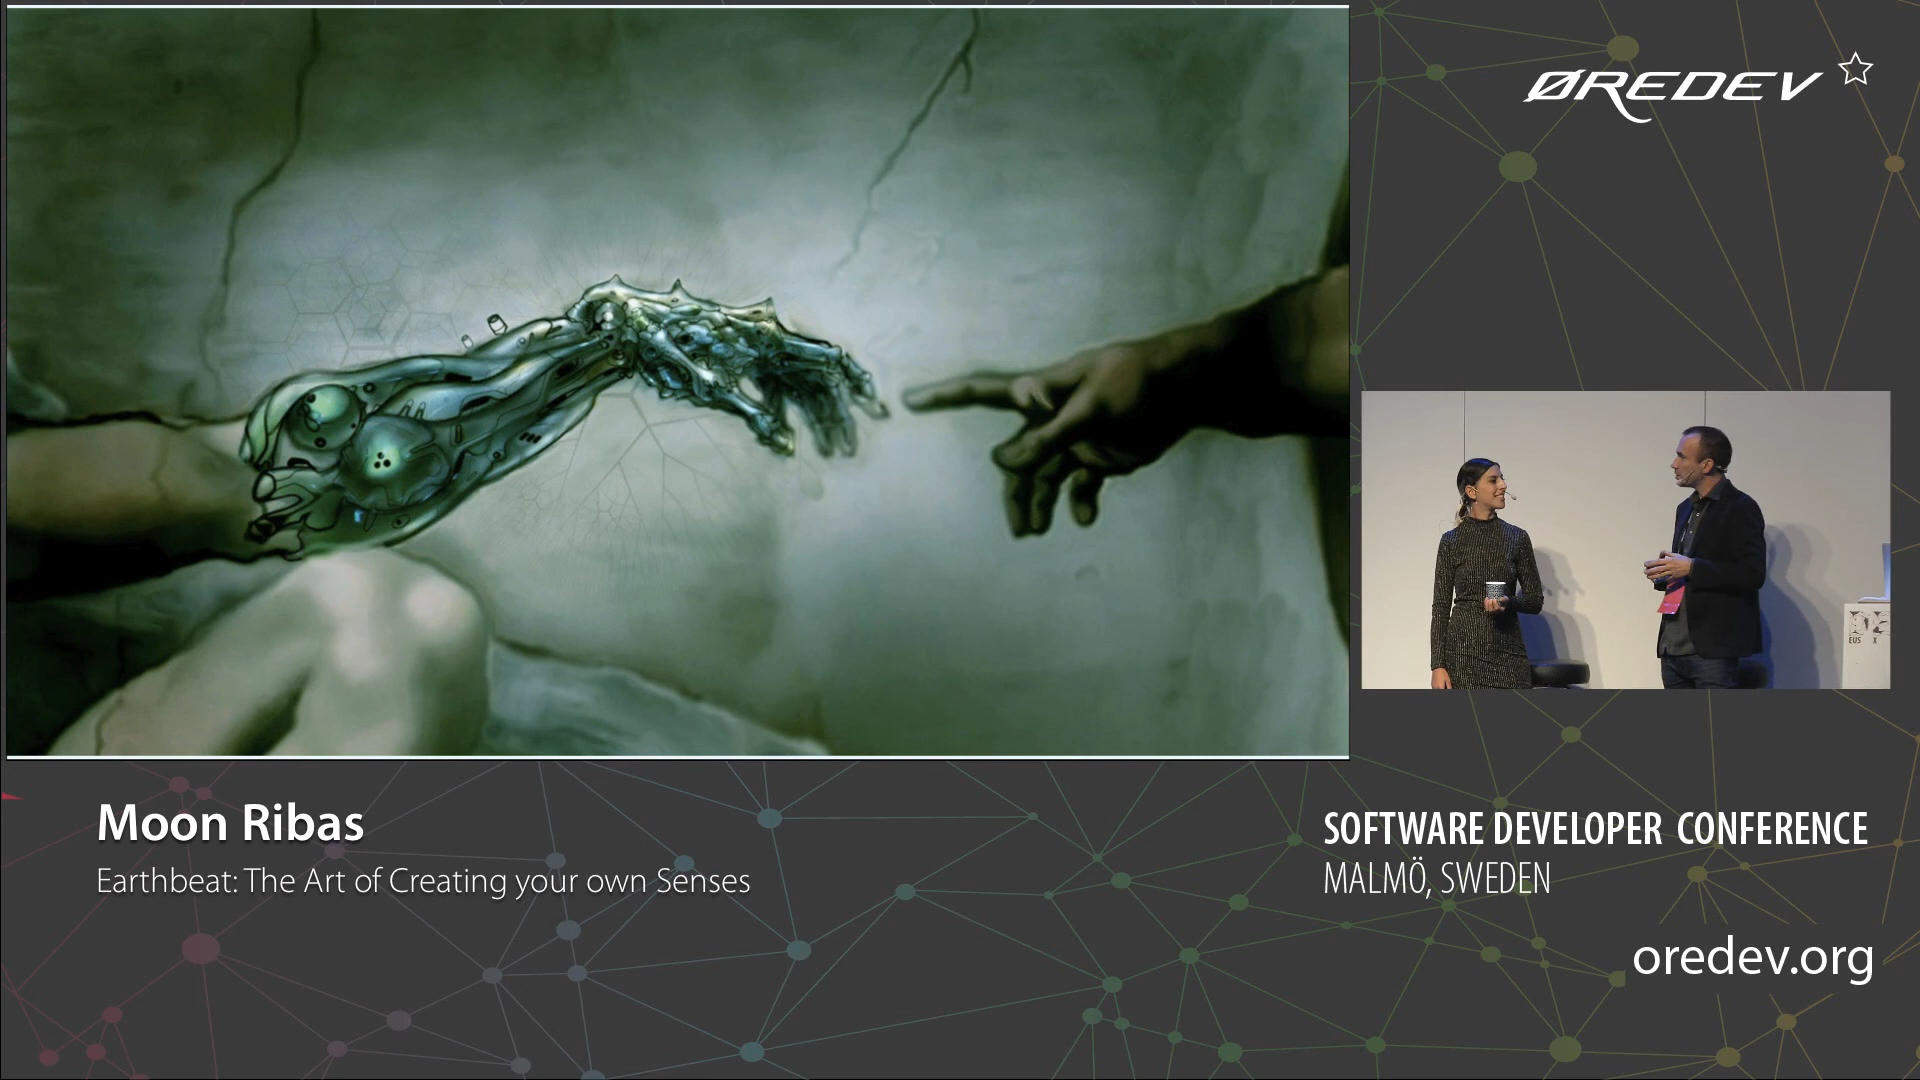 ØREDEV
Moon Ribas
Earthbeat: The Art of Creating your own Senses
SOFTWARE DEVELOPER CONFERENCE
MALMÖ, SWEDEN
oredev.org